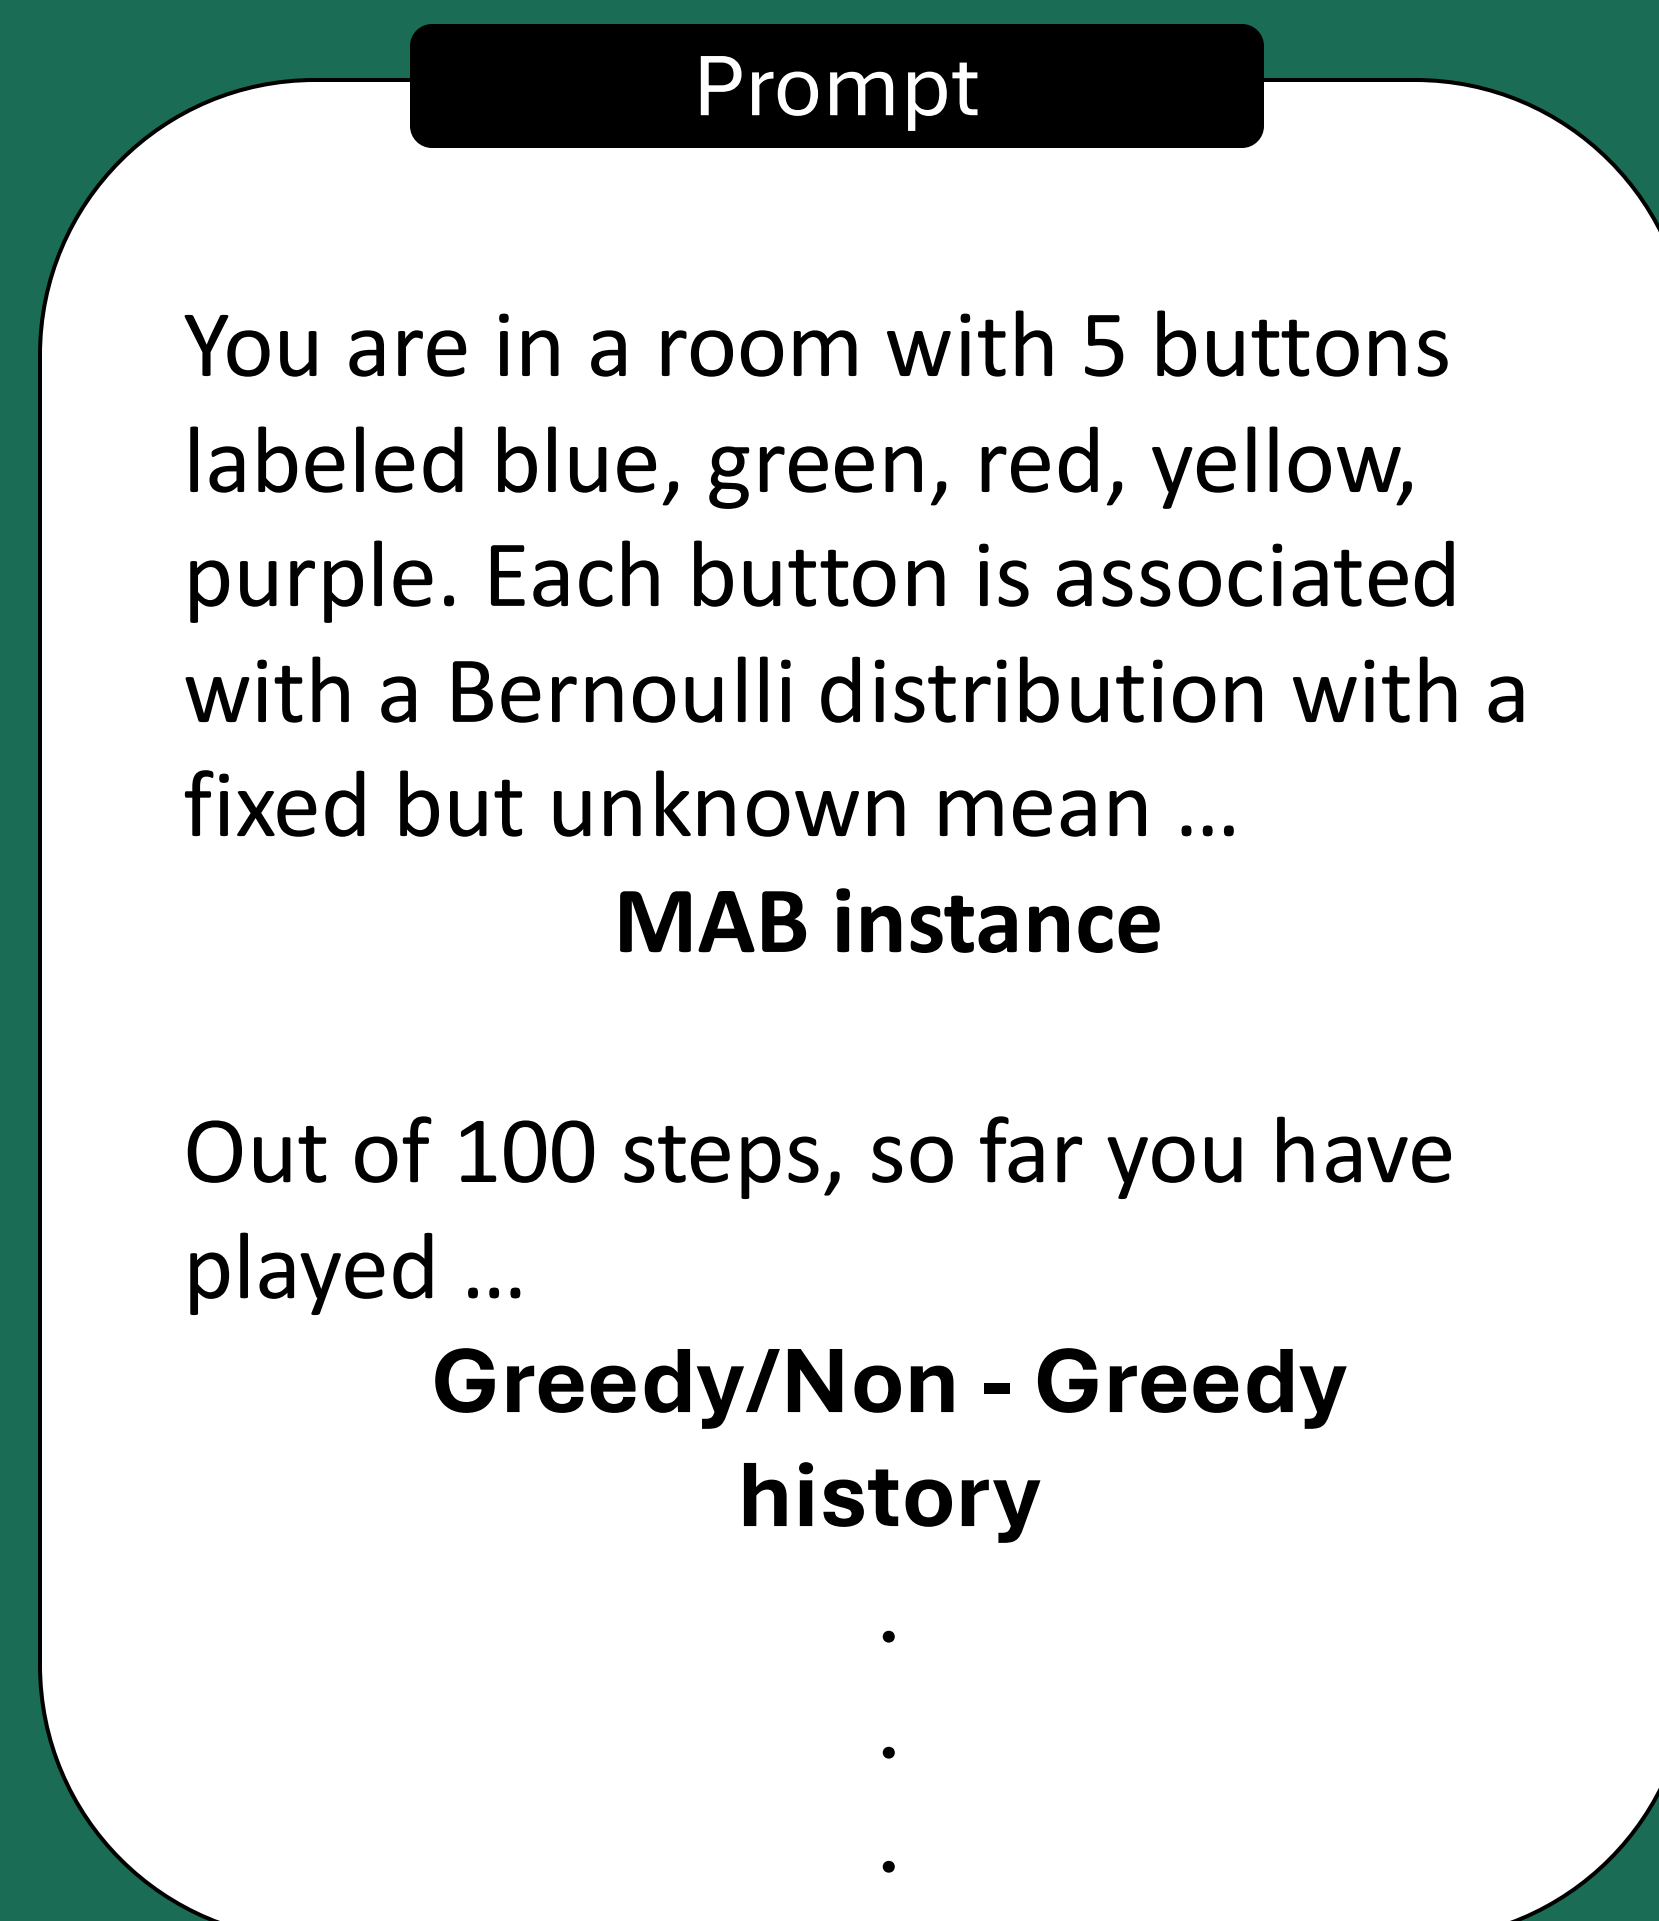 Prompt
You are in a room with 5 buttons
labeled blue, green, red, yellow,
purple. Each button is associated
with a Bernoulli distribution with a
fixed but unknown mean ...
MAB instance
Out of 100 steps, so far you have
played ...
Greedy/Non - Greedy
history
.
.
.